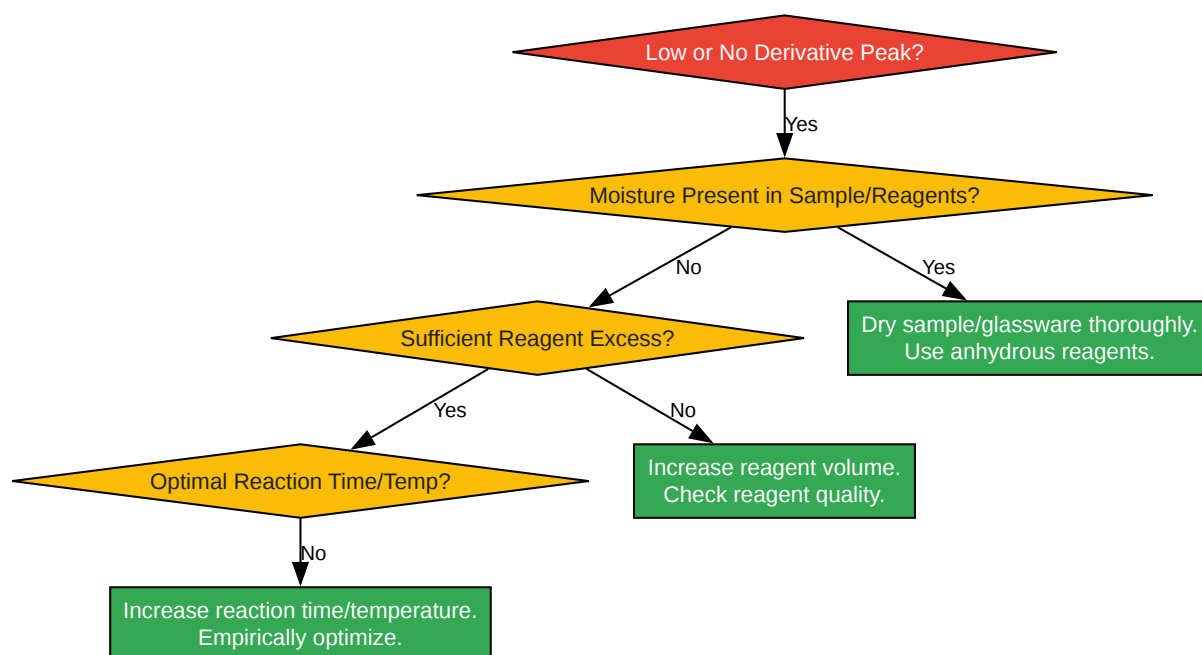 Low or No Derivative Peak?
Yes
Moisture Present in Sample/Reagents?
No
Yes
Sufficient Reagent Excess?
Dry sample/glassware thoroughly.
Use anhydrous reagents.
Yes
No
Optimal Reaction Time/Temp?
Increase reagent volume.
Check reagent quality.
No
Increase reaction time/temperature.
Empirically optimize.